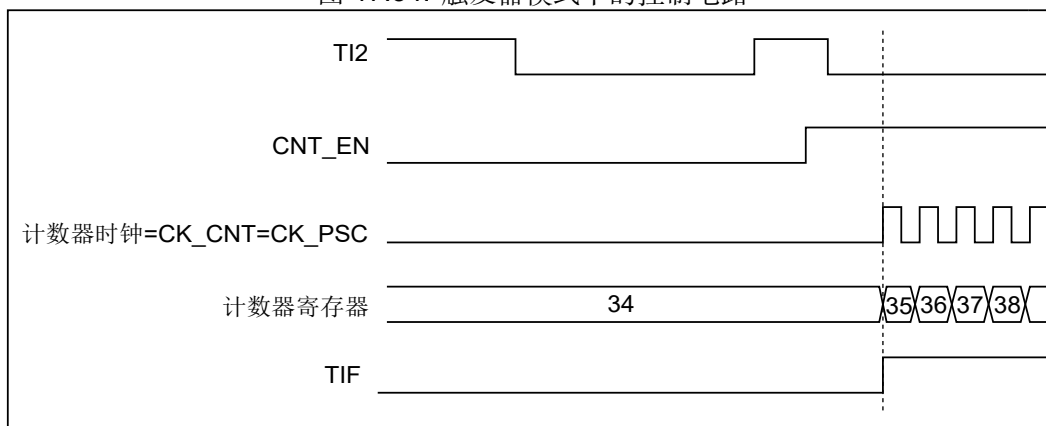 图 触发器模式下的控制电路
TI2
CNT_EN
计数器时钟=CK_CNT=CK_PSC
计数器寄存器 34 35 36 37 38
TIF